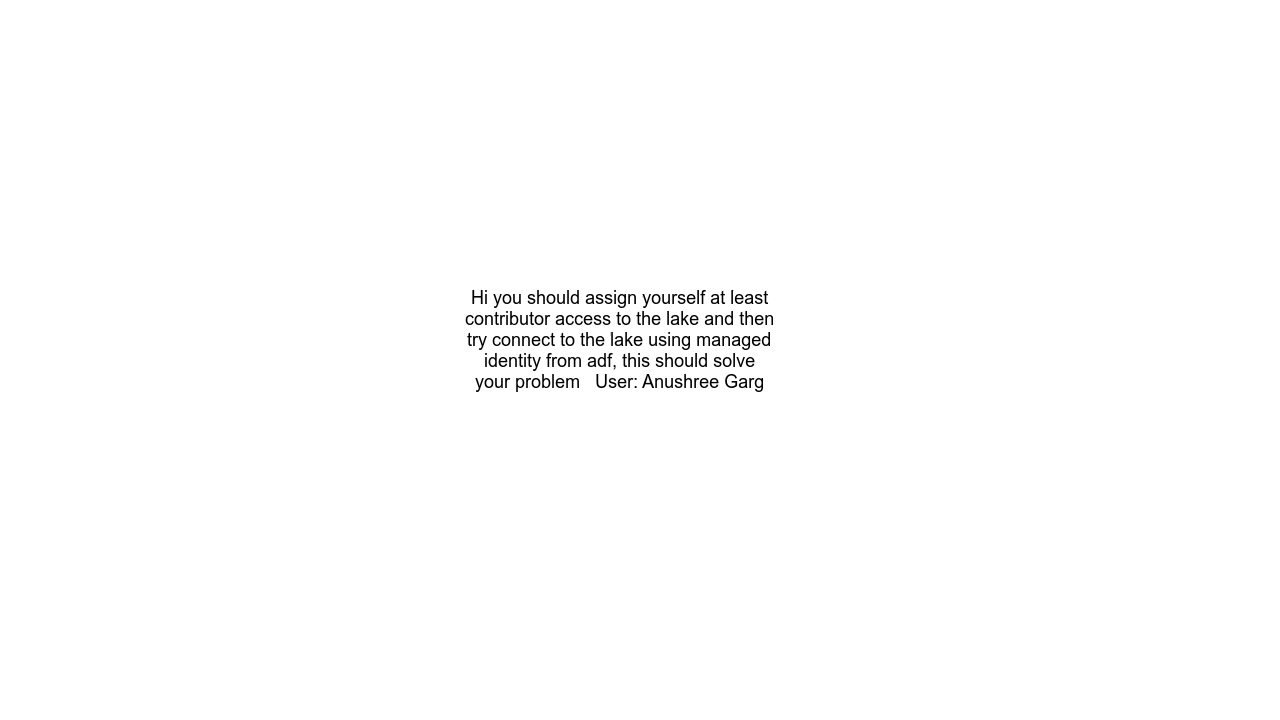 Hi you should assign yourself at least
contributor access to the lake and then
try connect to the lake using managed
identity from adf, this should solve
your problem   User: Anushree Garg